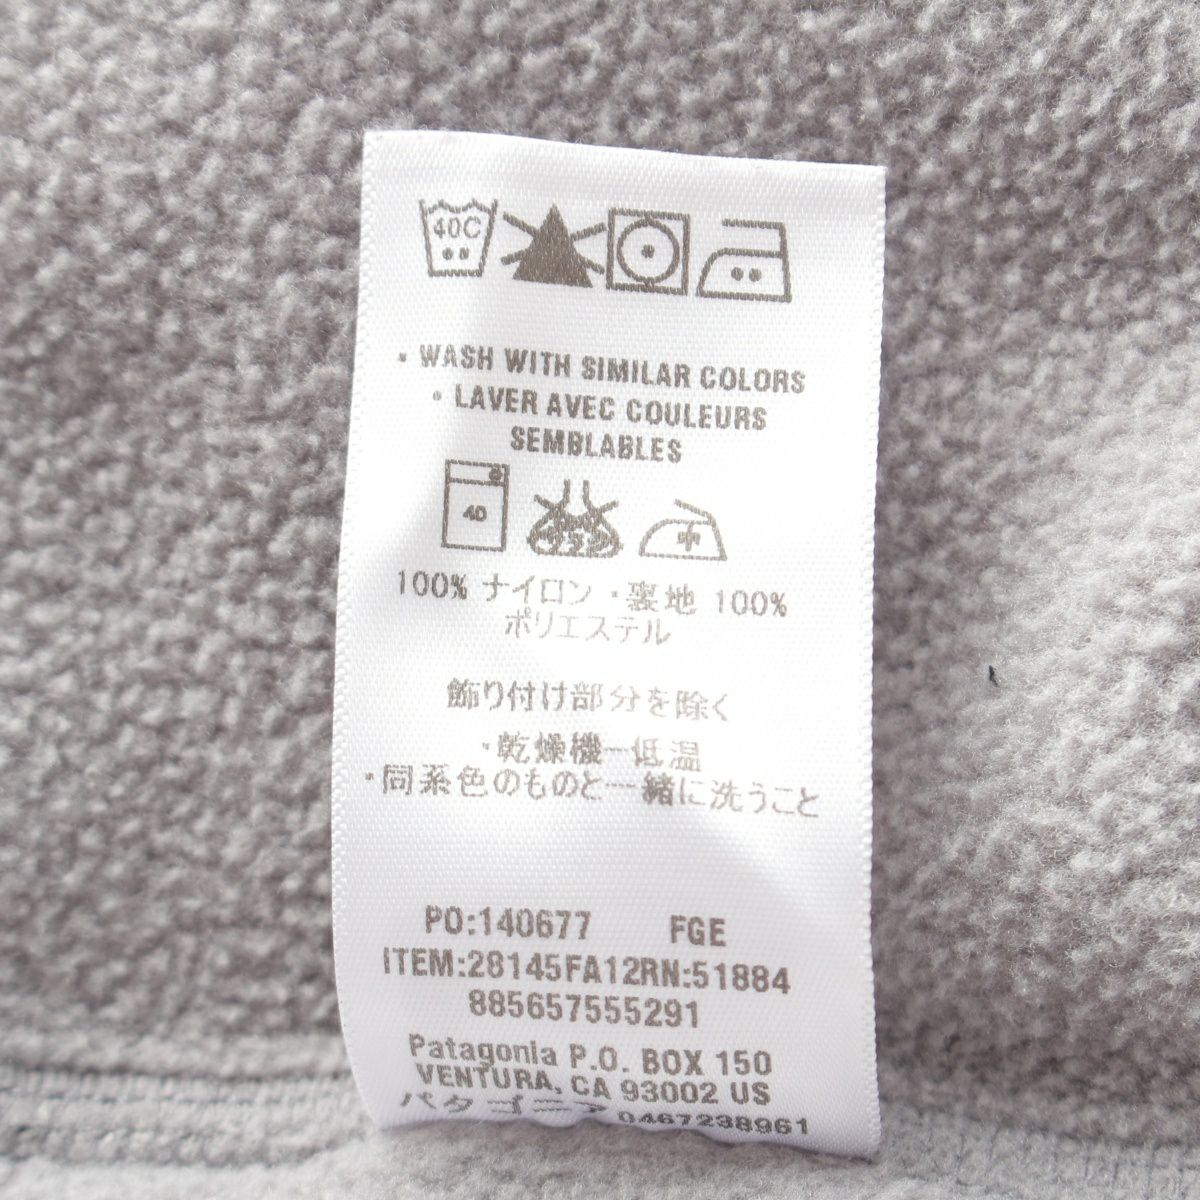 40C
• WASH WITH SIMILAR COLORS
• LAVER AVEC COULEURS
SEMBLABLES
40 中
100% ナイロン・裏地 100%
ポリエステル
飾り付け部分を除く
・乾燥機一低温
・同系色のものと一緒に洗うこと
PO:140677 FGE
ITEM:28145FA12RN:51884
885657555291
Patagonia P.O. BOX 150
VENTURA, CA 93002 US
パタゴニア 0467238961